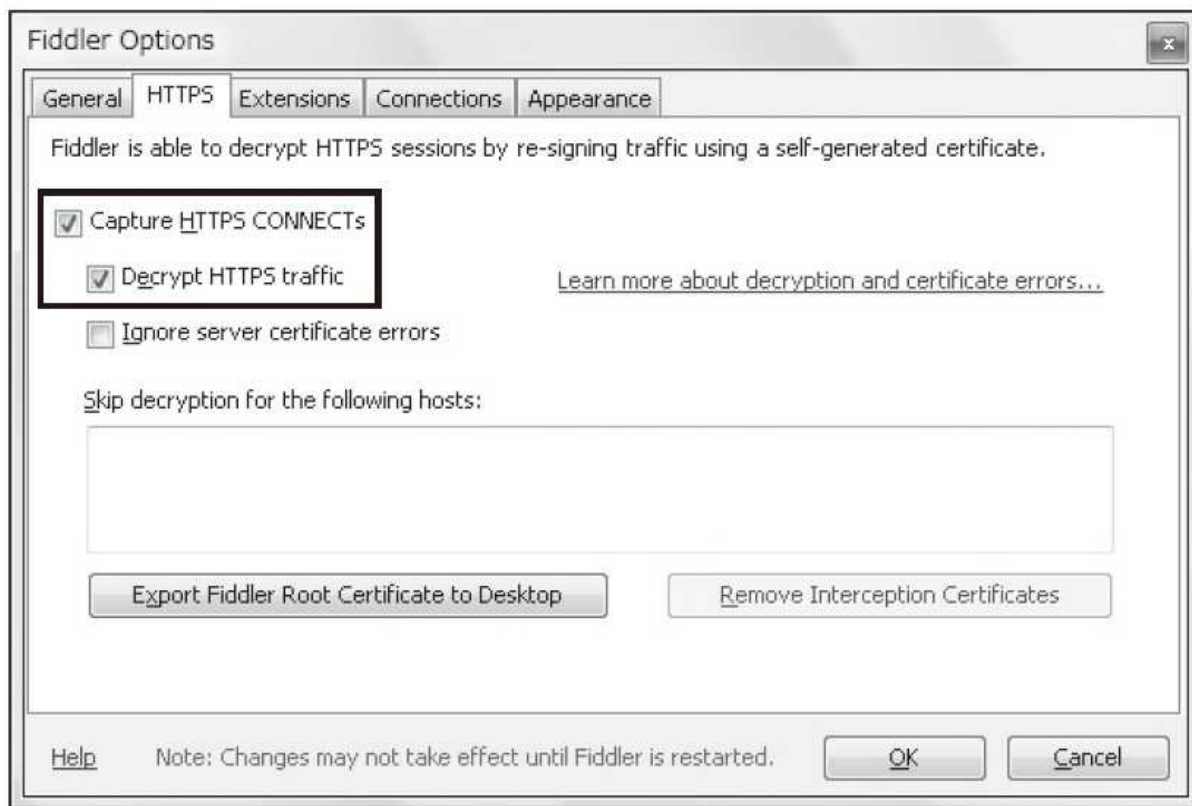 Fiddler Options
x
General HTTPS Extensions Connections Appearance
Fiddler is able to decrypt HTTPS sessions by re-signing traffic using a self-generated certificate.
Capture HTTPS CONNECTs
Decrypt HTTPS traffic
Learn more about decryption and certificate errors...
Ignore server certificate errors
Skip decryption for the following hosts:
Export Fiddler Root Certificate to Desktop
Remove Interception Certificates
Help
Note: Changes may not take effect until Fiddler is restarted.
OK
Cancel